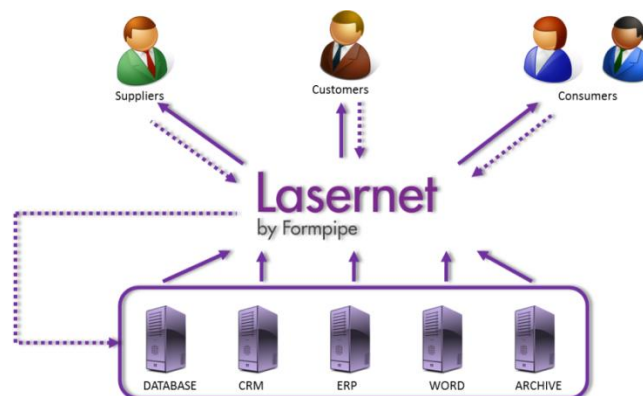 Suppliers
Customers
Consumers
Lasernet
by Formpipe
DATABASE
CRM
ERP
WORD
ARCHIVE